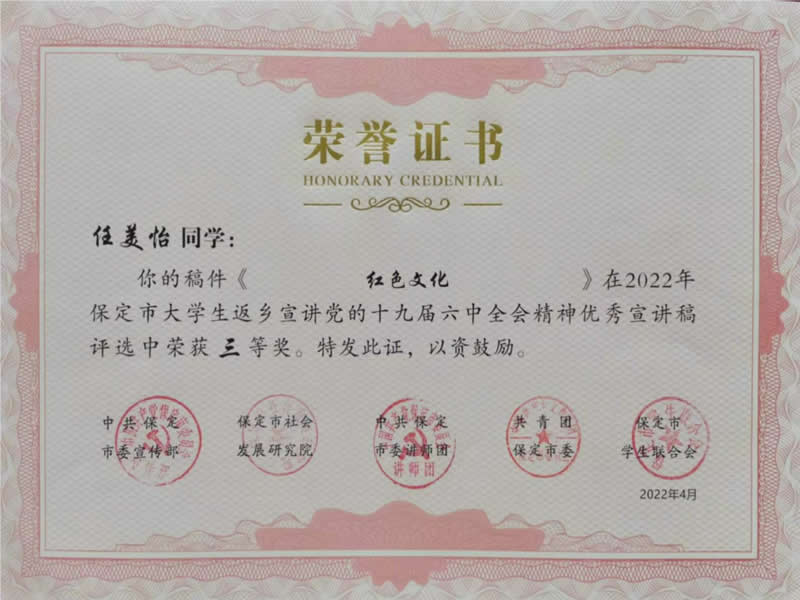 荣誉证书
HONORARY CREDENTIAL
任美怡 同学：
你的稿件《 红色文化 》在2022年
保定市大学生返乡宣讲党的十九届六中全会精神优秀宣讲稿
评选中荣获 三 等奖。特发此证，以资鼓励。
中共保定 保定市社会 中共保定 共青团 保定市
市委宣传部 发展研究院 市委讲师团 保定市委 学生联合会
讲师团
2022年4月